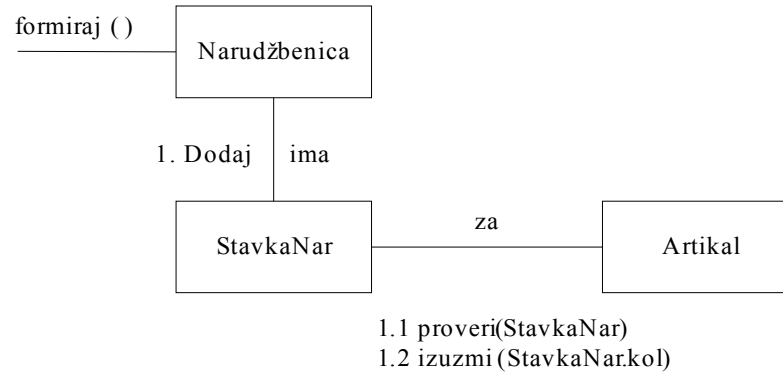 formiraj ( )
Narudžbenica
1. Dodaj
ima
StavkaNar
za
Artikal
1.1 proveri(StavkaNar)
1.2 izuzmi (StavkaNar.kol)